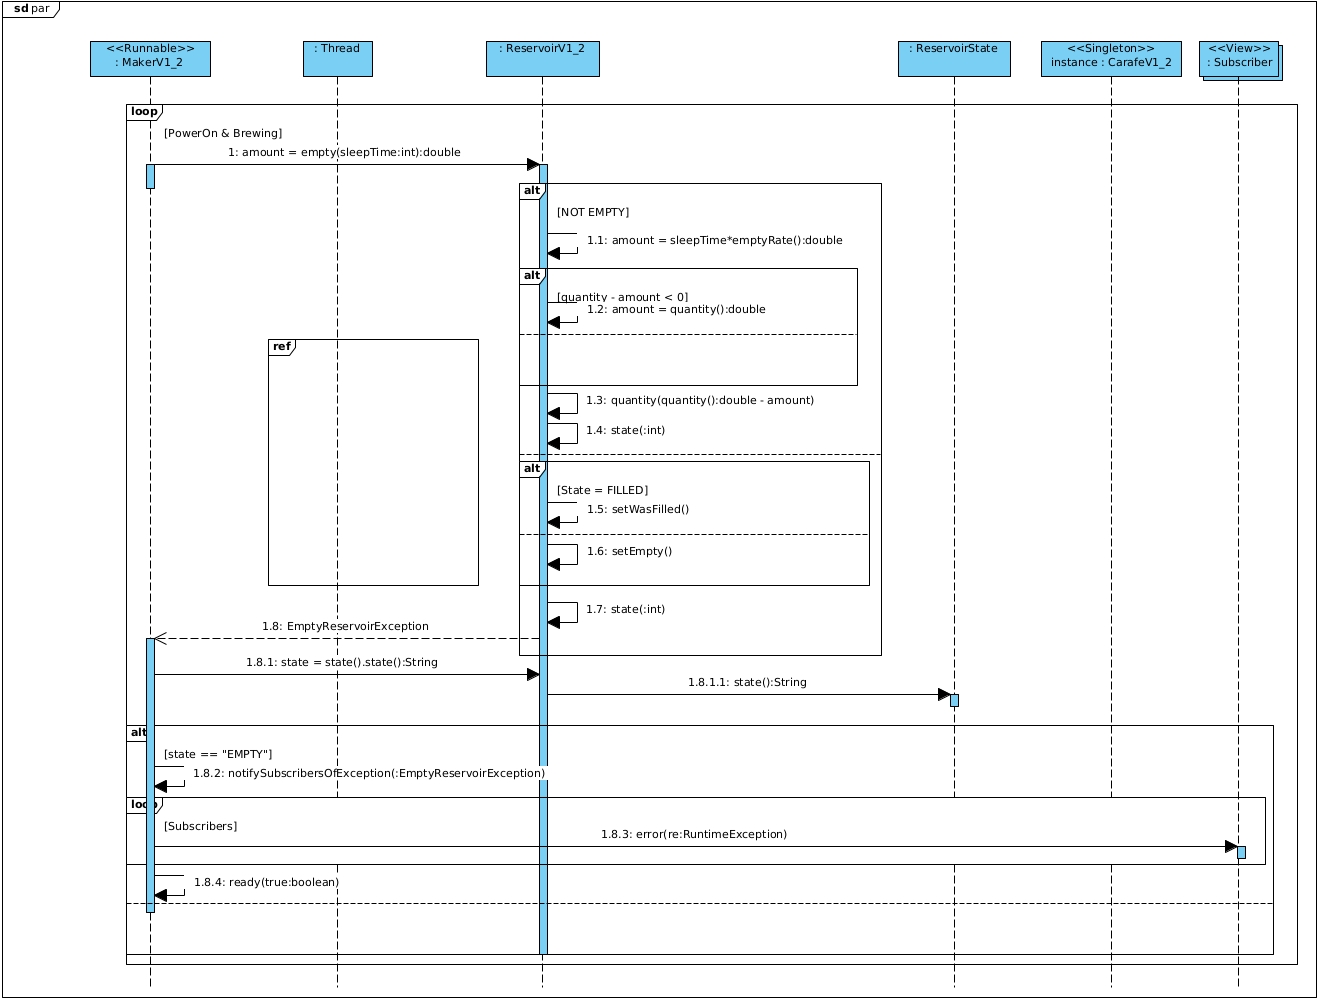 sd par
<<Runnable>>
: MakerV1_2
: Thread
: ReservoirV1_2
: ReservoirState
<<Singleton>>
instance : CarafeV1_2
<<View>>
: Subscriber
loop
[PowerOn & Brewing]
1: amount = empty(sleepTime:int):double
alt
[NOT EMPTY]
1.1: amount = sleepTime*emptyRate():double
alt
[quantity - amount < 0]
1.2: amount = quantity():double
ref
1.3: quantity(quantity():double - amount)
1.4: state(:int)
alt
[State = FILLED]
1.5: setWasFilled()
1.6: setEmpty()
1.7: state(:int)
1.8: EmptyReservoirException
1.8.1: state = state().state():String
1.8.1.1: state():String
alt
[state == "EMPTY"]
1.8.2: notifySubscribersOfException(:EmptyReservoirException)
loop
[Subscribers]
1.8.3: error(re:RuntimeException)
1.8.4: ready(true:boolean)